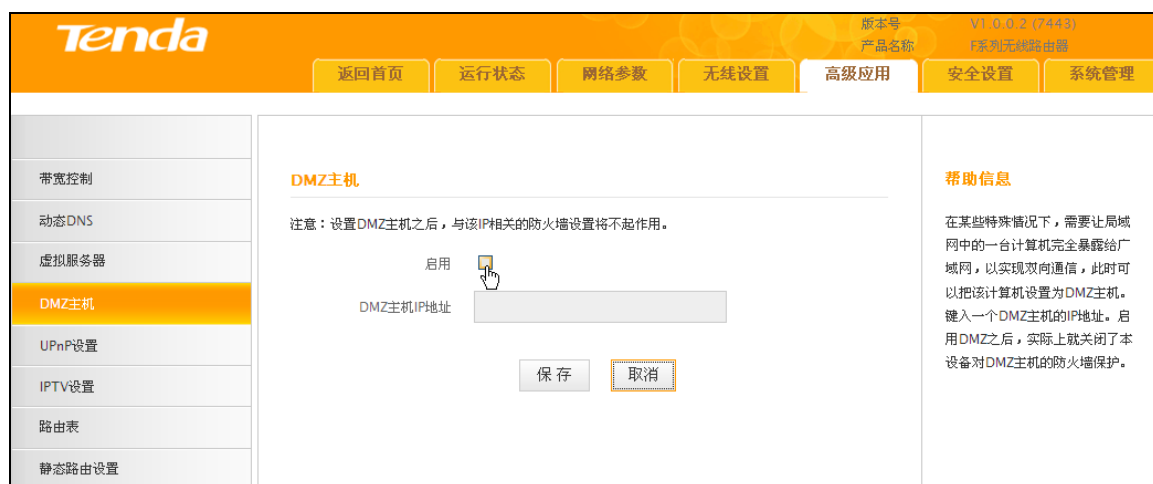 Tenda
版本号 V1.0.0.2 (7443)
产品名称 F系列无线路由器
返回首页 运行状态 网络参数 无线设置 高级应用 安全设置 系统管理
带宽控制
动态DNS
虚拟服务器
DMZ主机
UPnP设置
IPTV设置
路由表
静态路由设置
DMZ主机
注意：设置DMZ主机之后，与该IP相关的防火墙设置将不起作用。
启用
DMZ主机IP地址
保存 取消
帮助信息
在某些特殊情况下，需要让局域
网中的一台计算机完全暴露给广
域网，以实现双向通信，此时可
以把该计算机设置为DMZ主机。
键入一个DMZ主机的IP地址。启
用DMZ之后，实际上就关闭了本
设备对DMZ主机的防火墙保护。